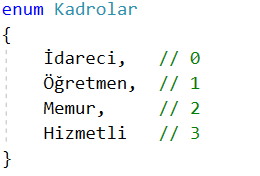 enum Kadrolar
{
İdareci, // 0
Öğretmen, // 1
Memur, // 2
Hizmetli // 3
}